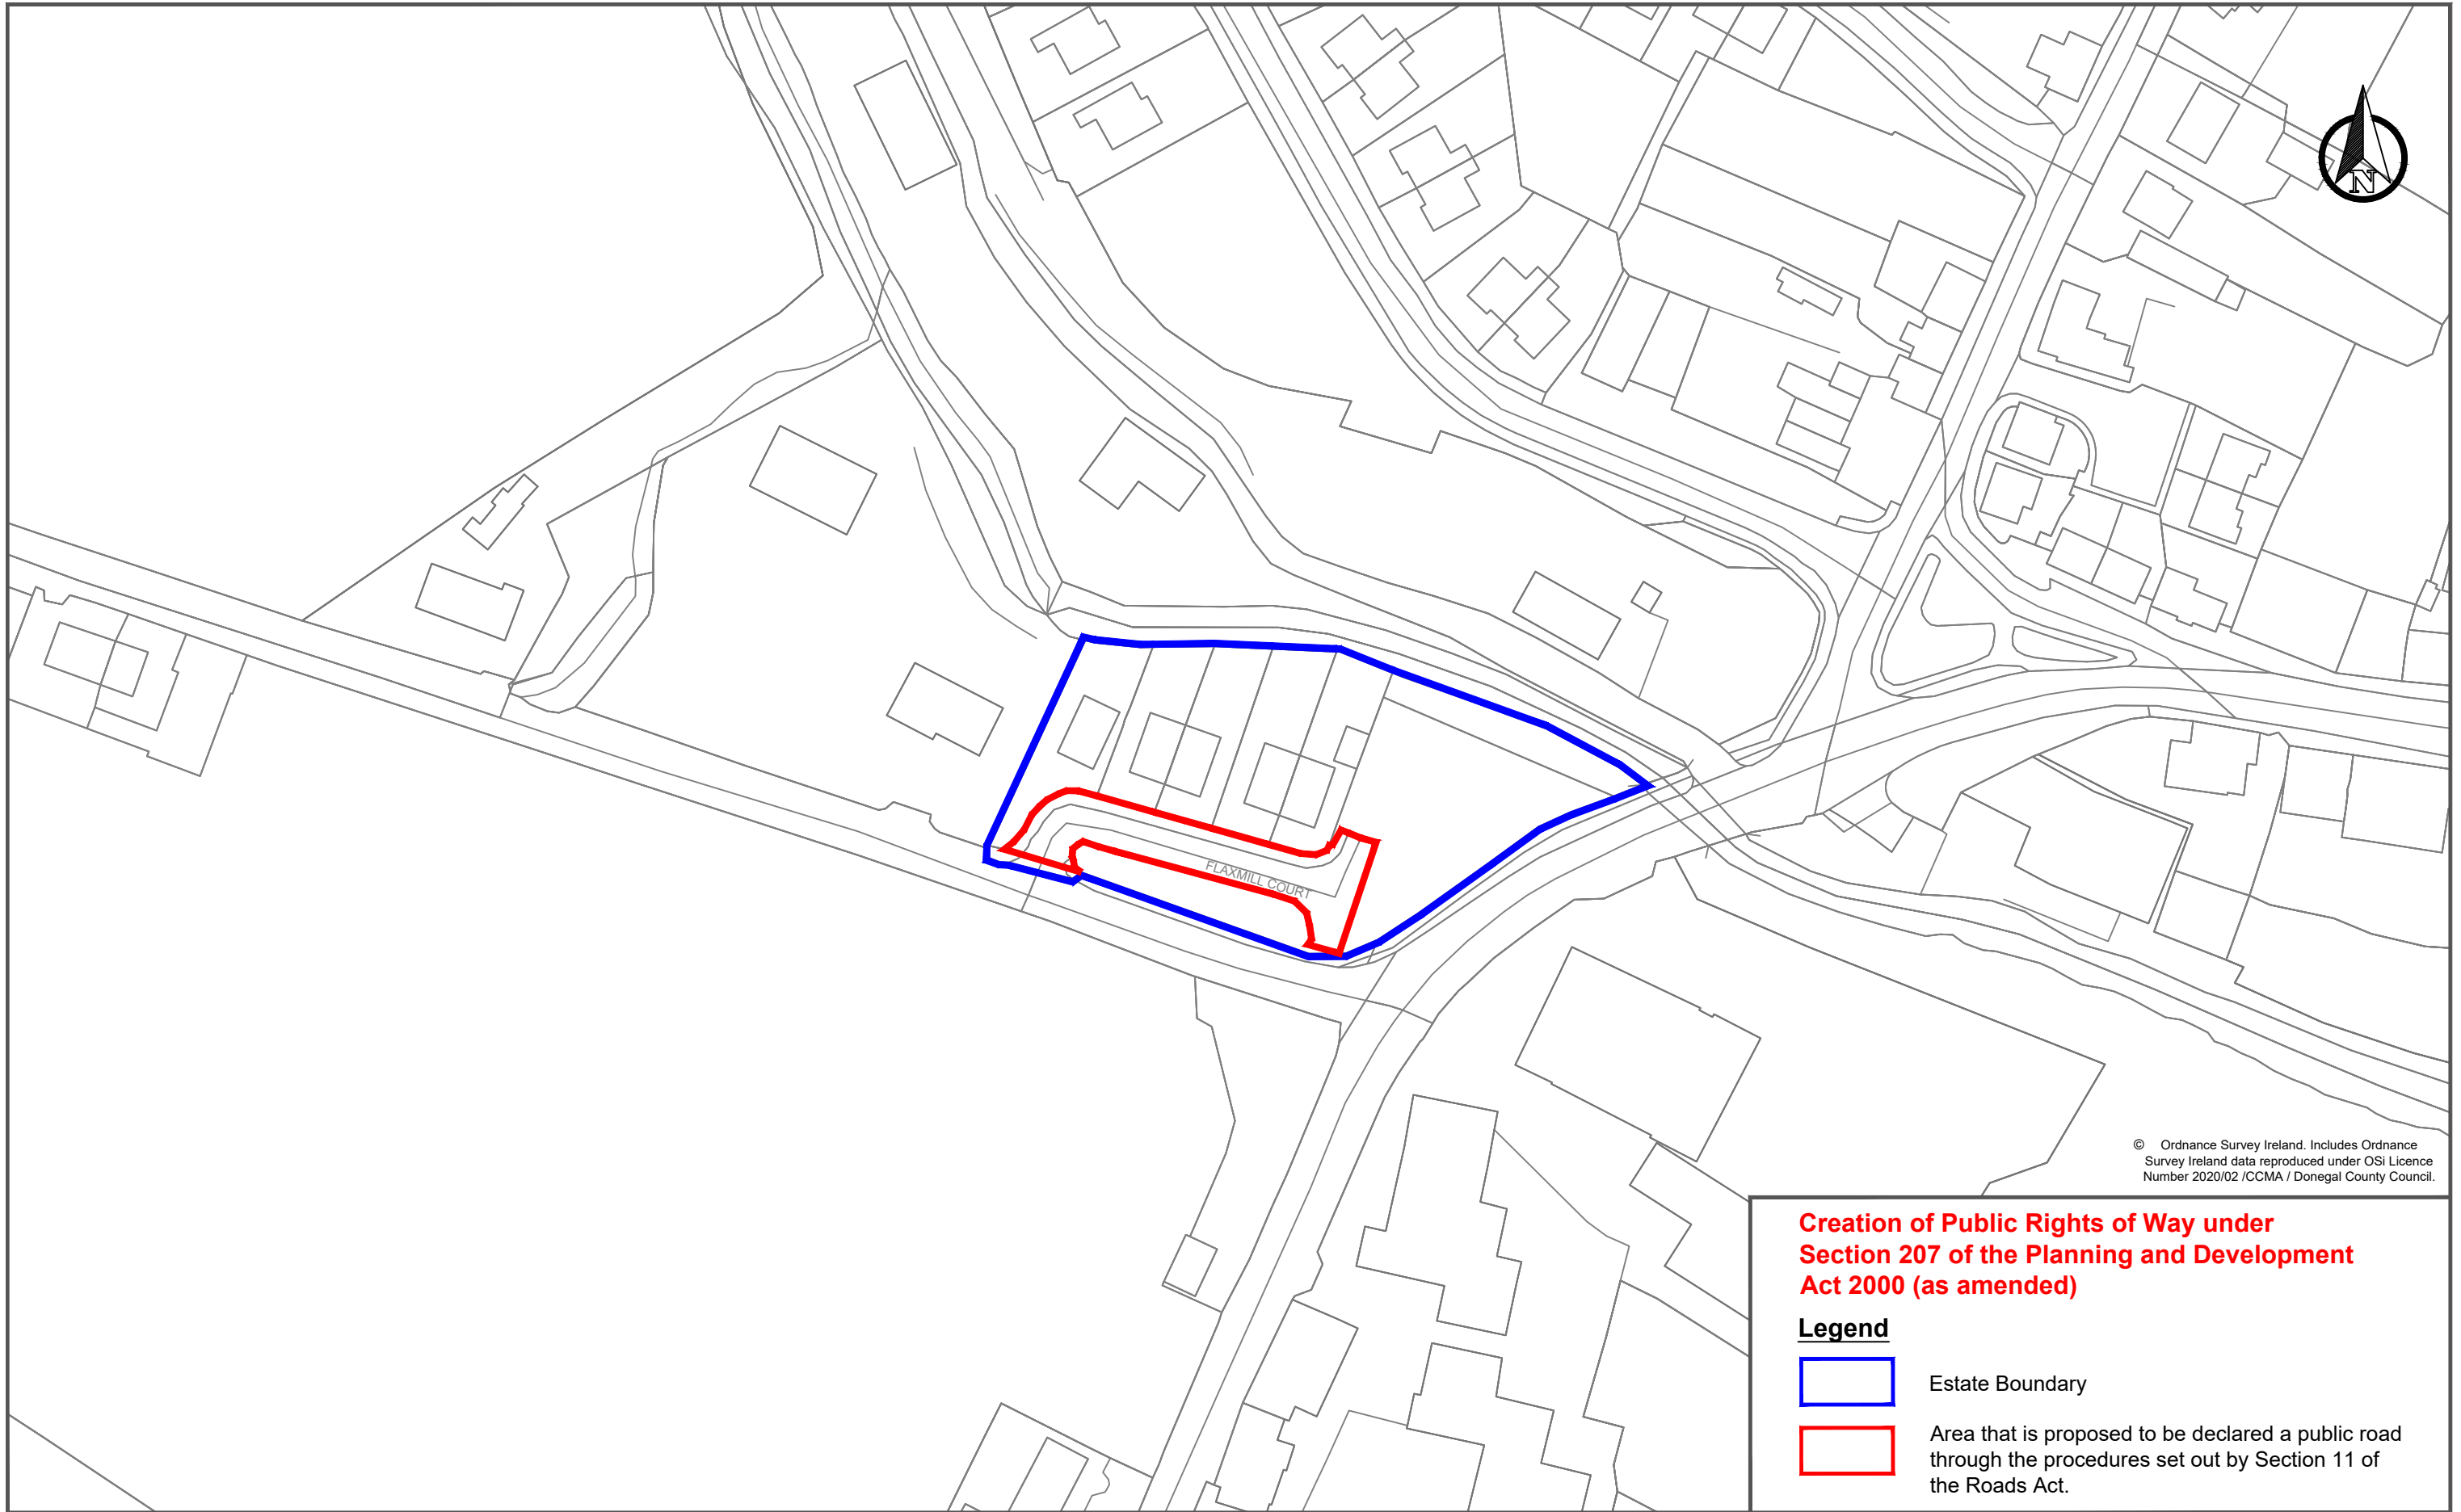 N
FLAXMILL COURT
© Ordnance Survey Ireland. Includes Ordnance
Survey Ireland data reproduced under OSi Licence
Number 2020/02 /CCMA / Donegal County Council.
Creation of Public Rights of Way under
Section 207 of the Planning and Development
Act 2000 (as amended)
Legend
Estate Boundary
Area that is proposed to be declared a public road
through the procedures set out by Section 11 of
the Roads Act.